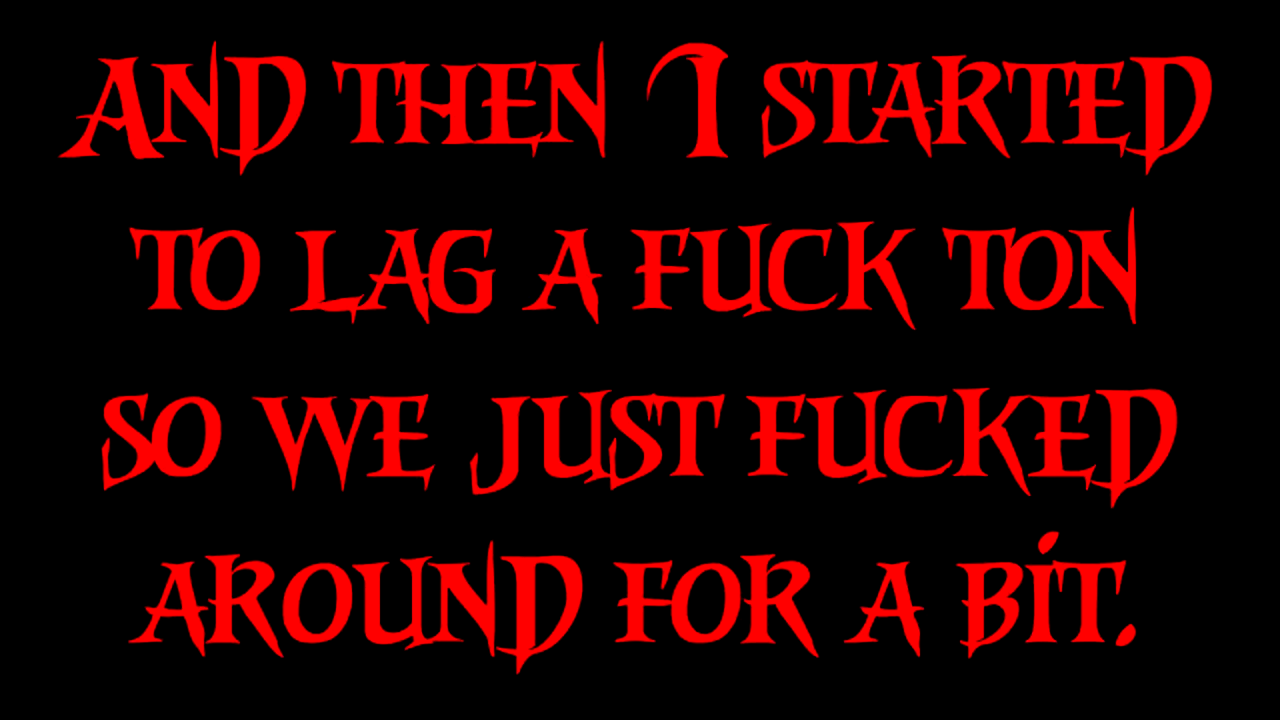 AND THEN I STARTED
TO LAG A FUCK TON
SO WE JUST FUCKED
AROUND FOR A BiT.